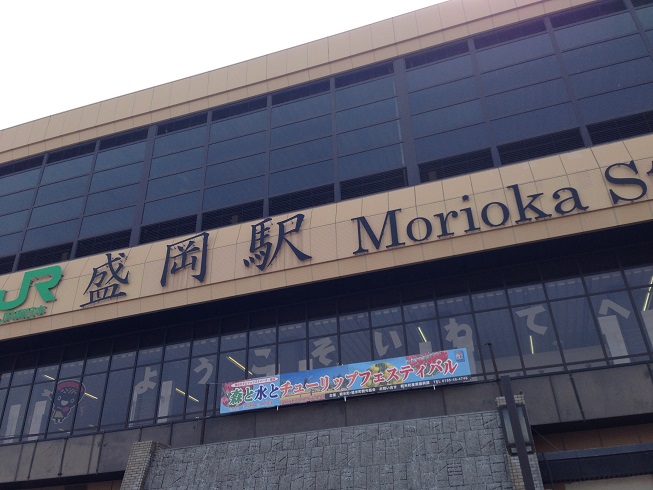 JR 盛岡駅 Morioka St
ようこそいわてへ
森と水とチューリップフェスティバル